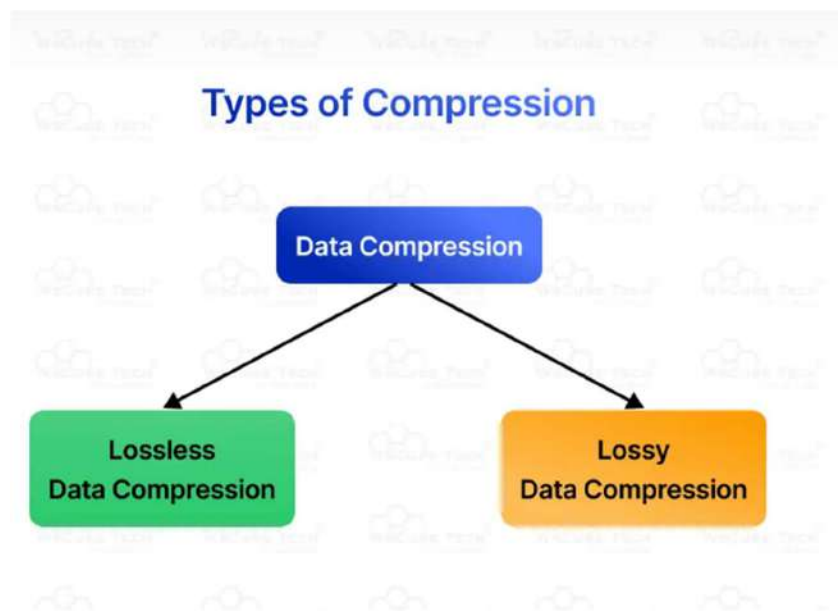 Types of Compression
Data Compression
Lossless
Data Compression
Lossy
Data Compression